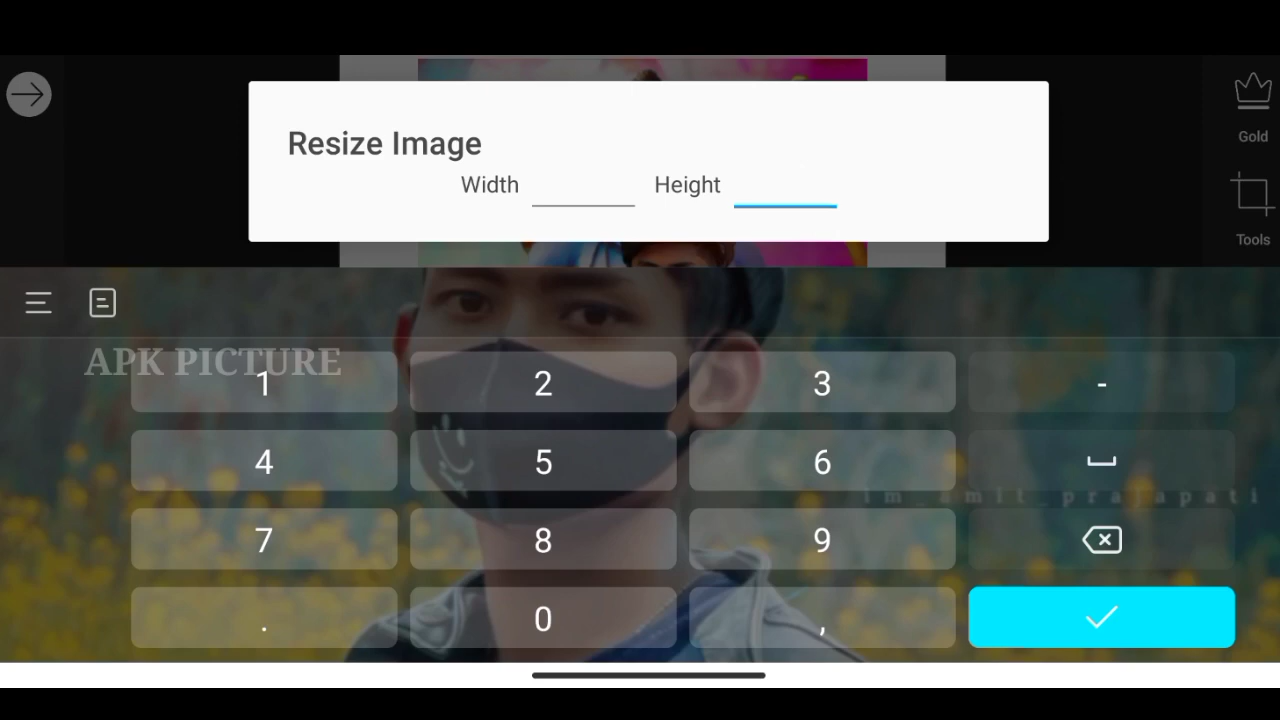 Resize Image
Width Height
Gold
Tools
APK PICTURE
1 2 3 -
4 5 6
im_amit_prajapati
7 8 9
. 0 ,